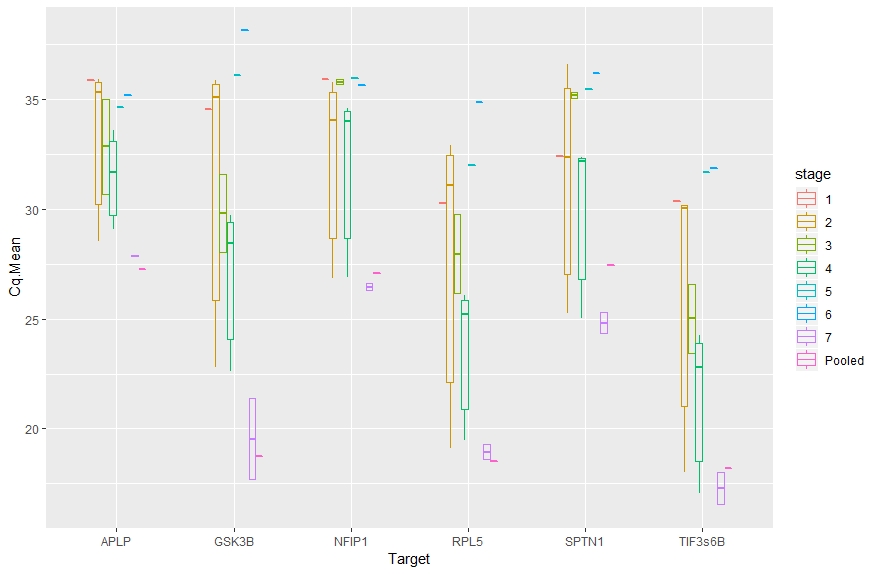 Cq.Mean
35
30
25
20
APLP GSK3B NFIP1 RPL5 SPTN1 TIF3s6B
Target
stage
1
2
3
4
5
6
7
Pooled